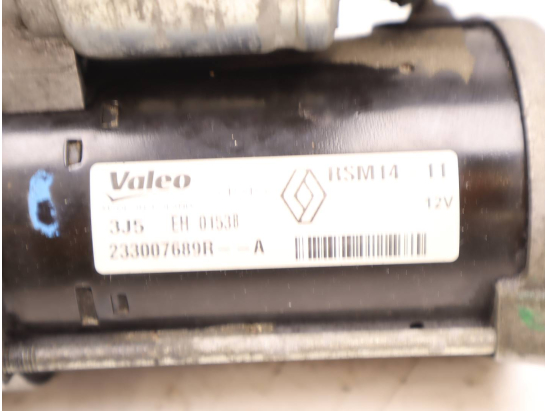 Valeo
RSM14 11
12V
3J5 EH 01538
233007689R--A